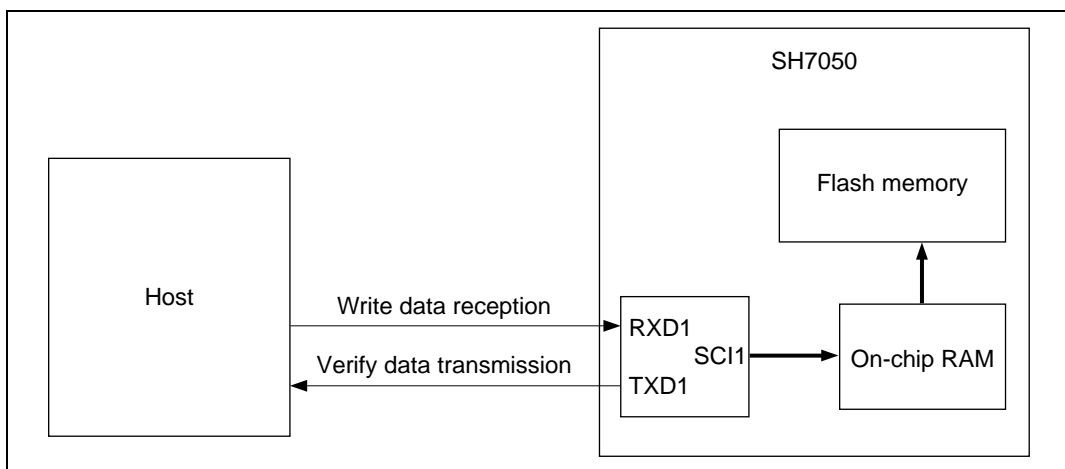 SH7050
Flash memory
Host
Write data reception
RXD1
SCI1
On-chip RAM
Verify data transmission
TXD1